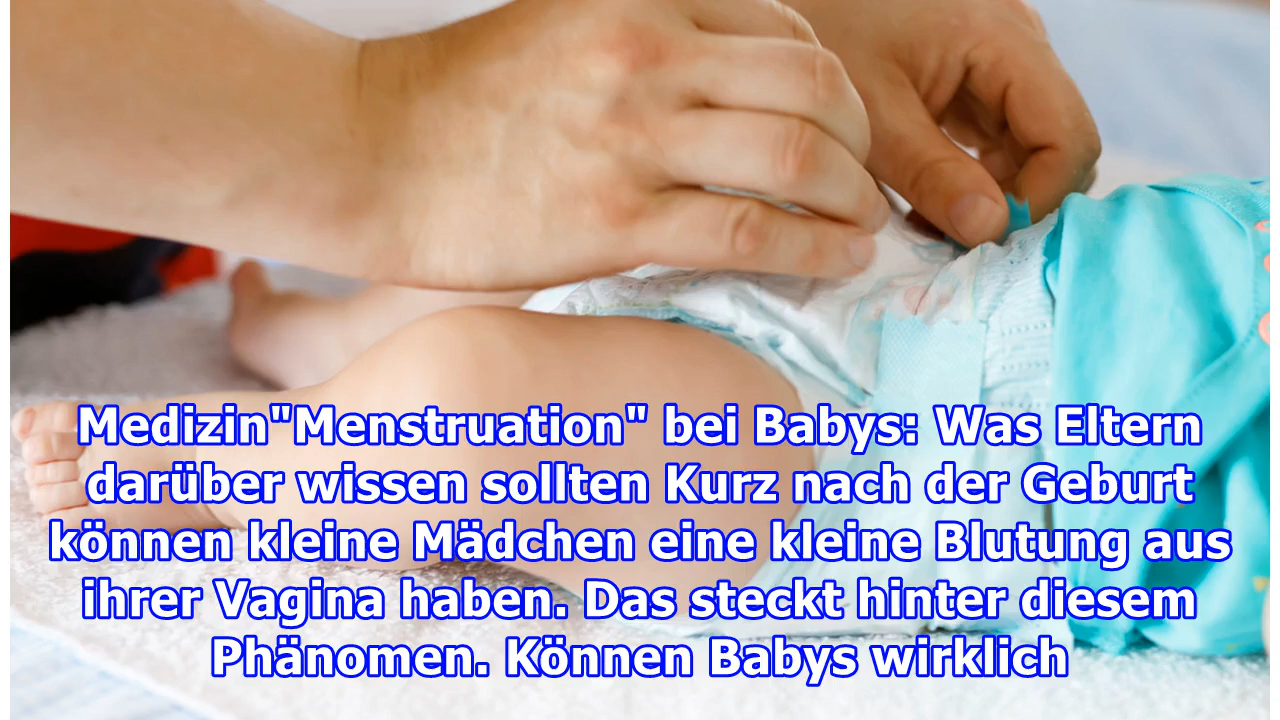 Medizin"Menstruation" bei Babys: Was Eltern
darüber wissen sollten Kurz nach der Geburt
können kleine Mädchen eine kleine Blutung aus
ihrer Vagina haben. Das steckt hinter diesem
Phänomen. Können Babys wirklich